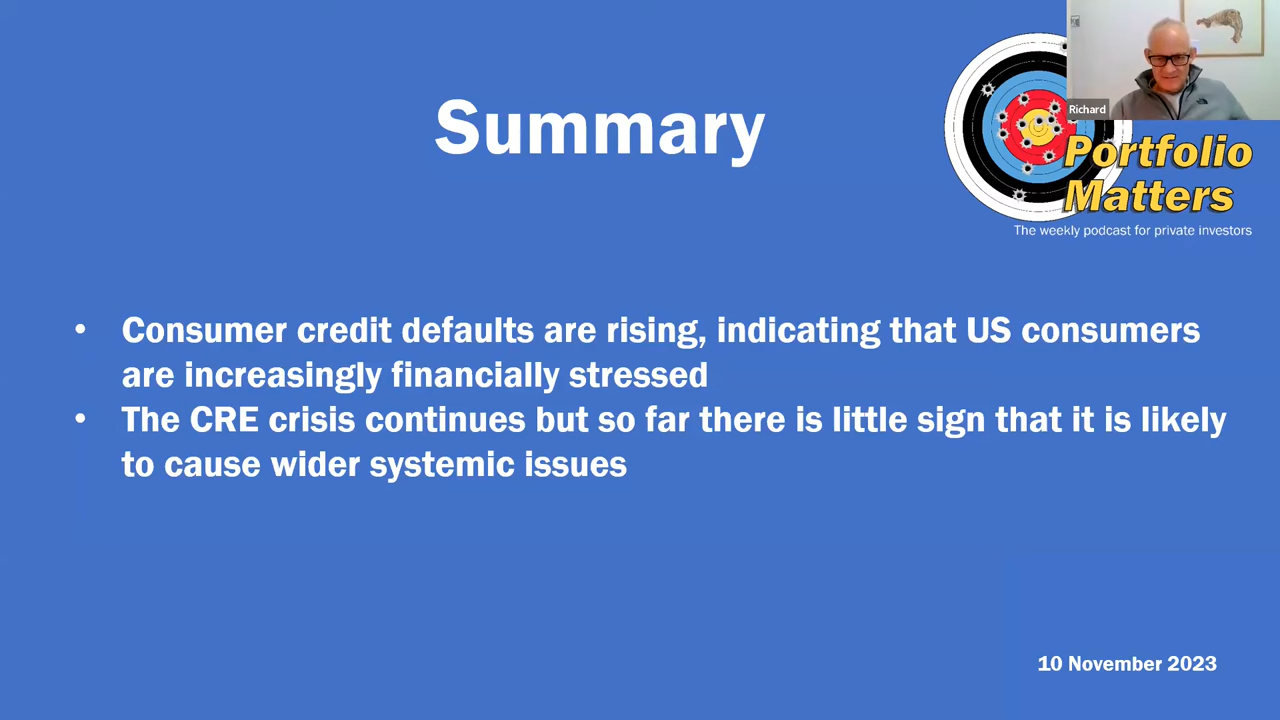 Summary
Richard
Portfolio
Matters
The weekly podcast for private investors
• Consumer credit defaults are rising, indicating that US consumers
are increasingly financially stressed
• The CRE crisis continues but so far there is little sign that it is likely
to cause wider systemic issues
10 November 2023